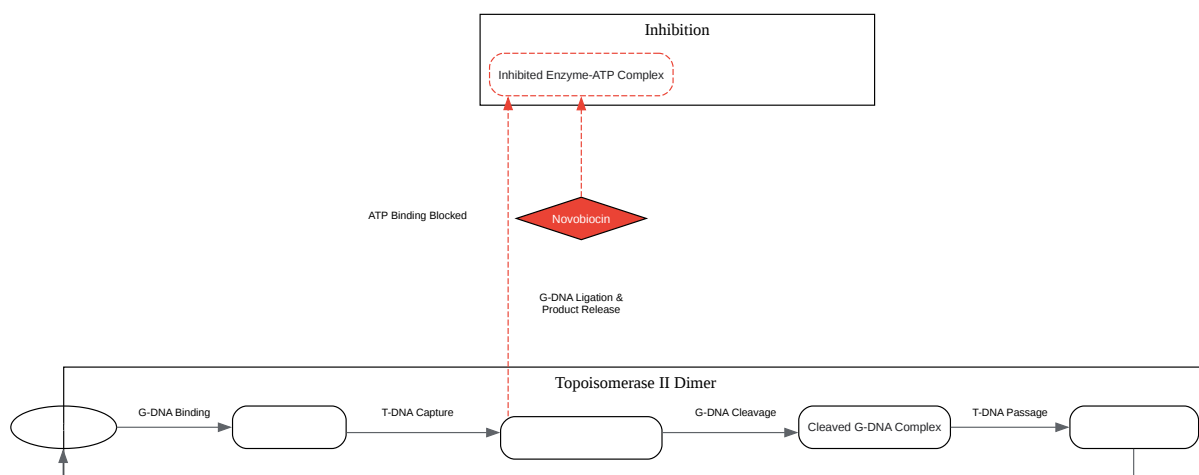 Inhibition
Inhibited Enzyme-ATP Complex
ATP Binding Blocked
Novobiocin
G-DNA Ligation &
Product Release
Topoisomerase II Dimer
G-DNA Binding
T-DNA Capture
G-DNA Cleavage
Cleaved G-DNA Complex
T-DNA Passage